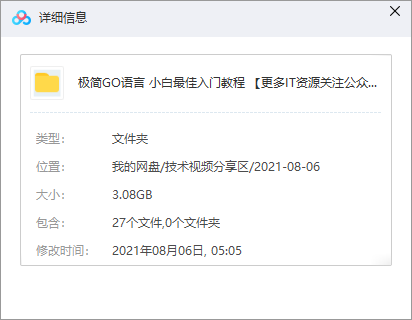 详细信息
极简GO语言 小白最佳入门教程 【更多IT资源关注公众...
类型： 文件夹
位置： 我的网盘/技术视频分享区/2021-08-06
大小： 3.08GB
包含： 27个文件,0个文件夹
修改时间： 2021年08月06日, 05:05